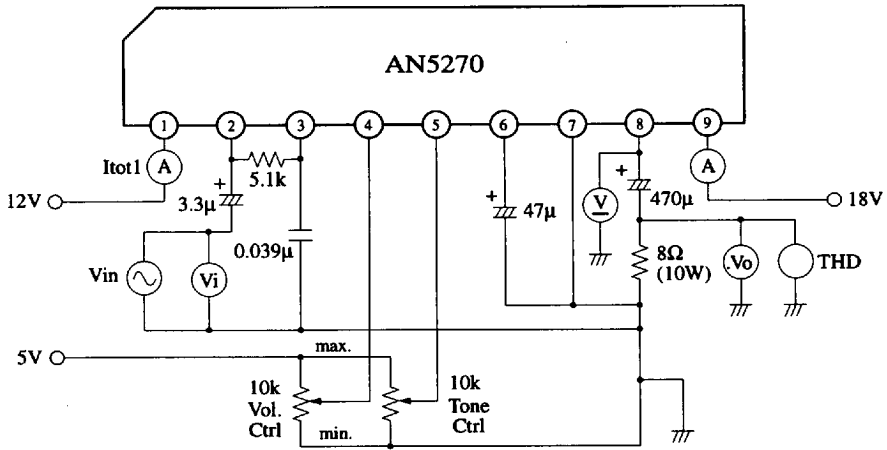 AN5270
1 2 3 4 5 6 7 8 9
Itot1 A
5.1k
A
12V
3.3μ
47μ
V
470μ
18V
0.039μ
Vin
Vi
8Ω
(10W)
.Vo
THD
5V
max.
10k
Vol.
Ctrl
10k
Tone
Ctrl
min.